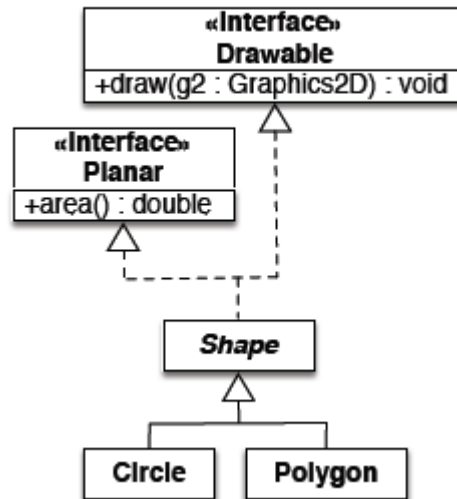 «Interface»
Drawable
+draw(g2 : Graphics2D) : void
«Interface»
Planar
+area() : double
Shape
Circle
Polygon